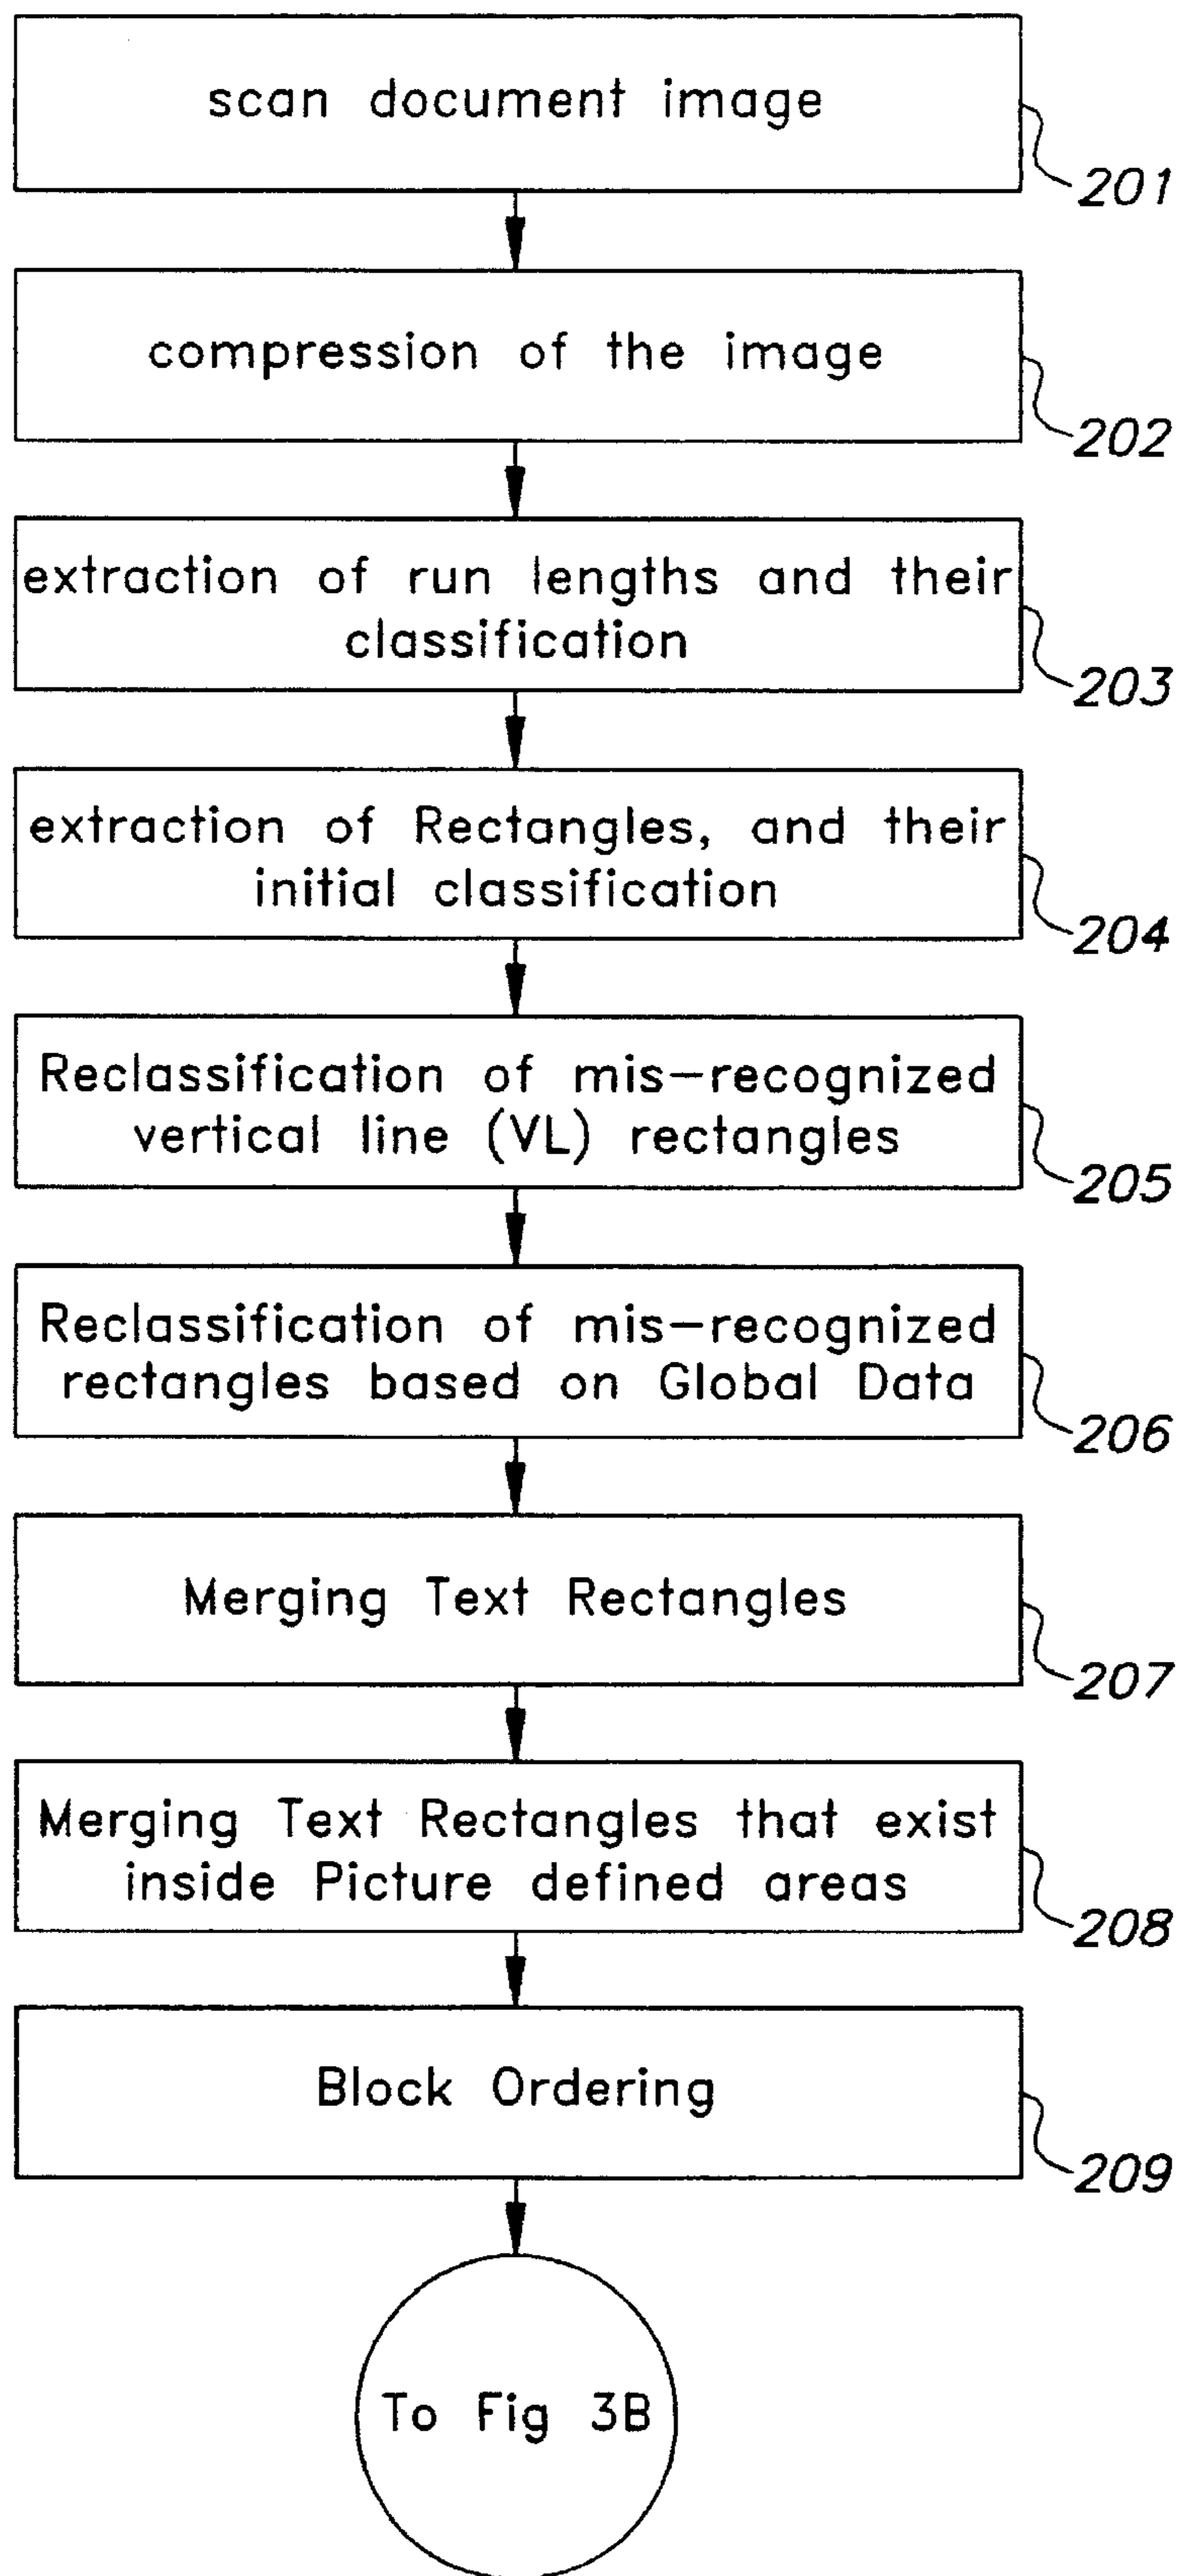 scan document image
201
compression of the image
202
extraction of run lengths and their
classification
203
extraction of Rectangles, and their
initial classification
204
Reclassification of mis-recognized
vertical line (VL) rectangles
205
Reclassification of mis-recognized
rectangles based on Global Data
206
Merging Text Rectangles
207
Merging Text Rectangles that exist
inside Picture defined areas
208
Block Ordering
209
To Fig 3B